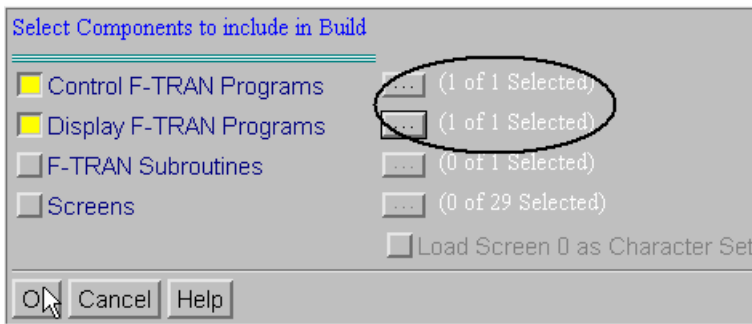 Select Components to include in Build
Control F-TRAN Programs ... (1 of 1 Selected)
Display F-TRAN Programs ... (1 of 1 Selected)
F-TRAN Subroutines ... (0 of 1 Selected)
Screens ... (0 of 29 Selected)
Load Screen 0 as Character Set
Cancel Help